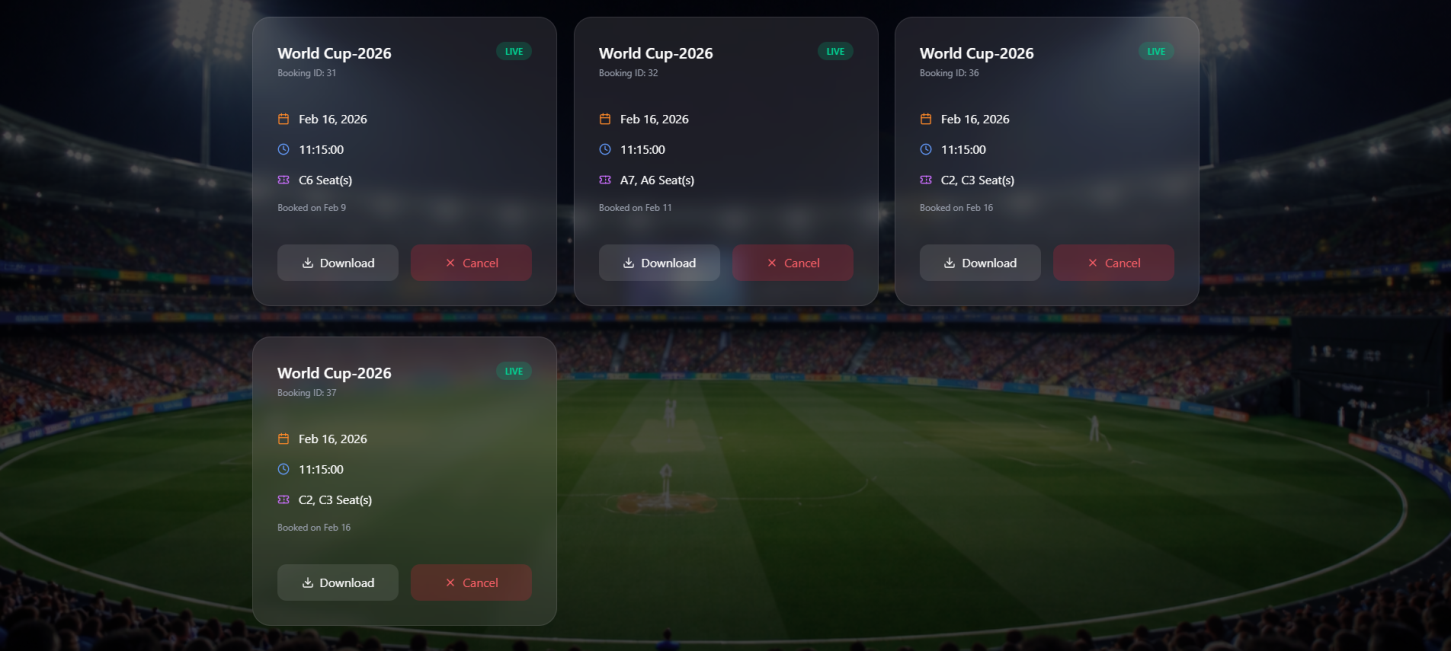 World Cup-2026
LIVE
Booking ID: 31
Feb 16, 2026
11:15:00
C6 Seat(s)
Booked on Feb 9
Download
Cancel
World Cup-2026
LIVE
Booking ID: 32
Feb 16, 2026
11:15:00
A7, A6 Seat(s)
Booked on Feb 11
Download
Cancel
World Cup-2026
LIVE
Booking ID: 36
Feb 16, 2026
11:15:00
C2, C3 Seat(s)
Booked on Feb 16
Download
Cancel
World Cup-2026
LIVE
Booking ID: 37
Feb 16, 2026
11:15:00
C2, C3 Seat(s)
Booked on Feb 16
Download
Cancel